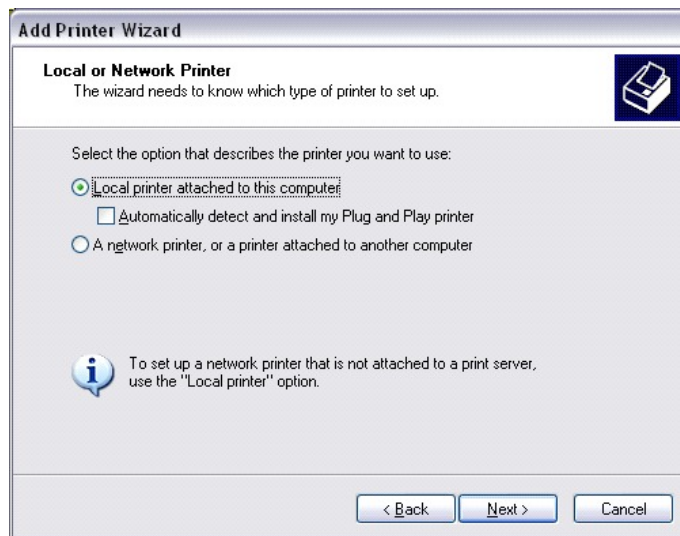 Add Printer Wizard
Local or Network Printer
The wizard needs to know which type of printer to set up.
Select the option that describes the printer you want to use:
Local printer attached to this computer
Automatically detect and install my Plug and Play printer
A network printer, or a printer attached to another computer
To set up a network printer that is not attached to a print server,
use the "Local printer" option.
< Back Next > Cancel